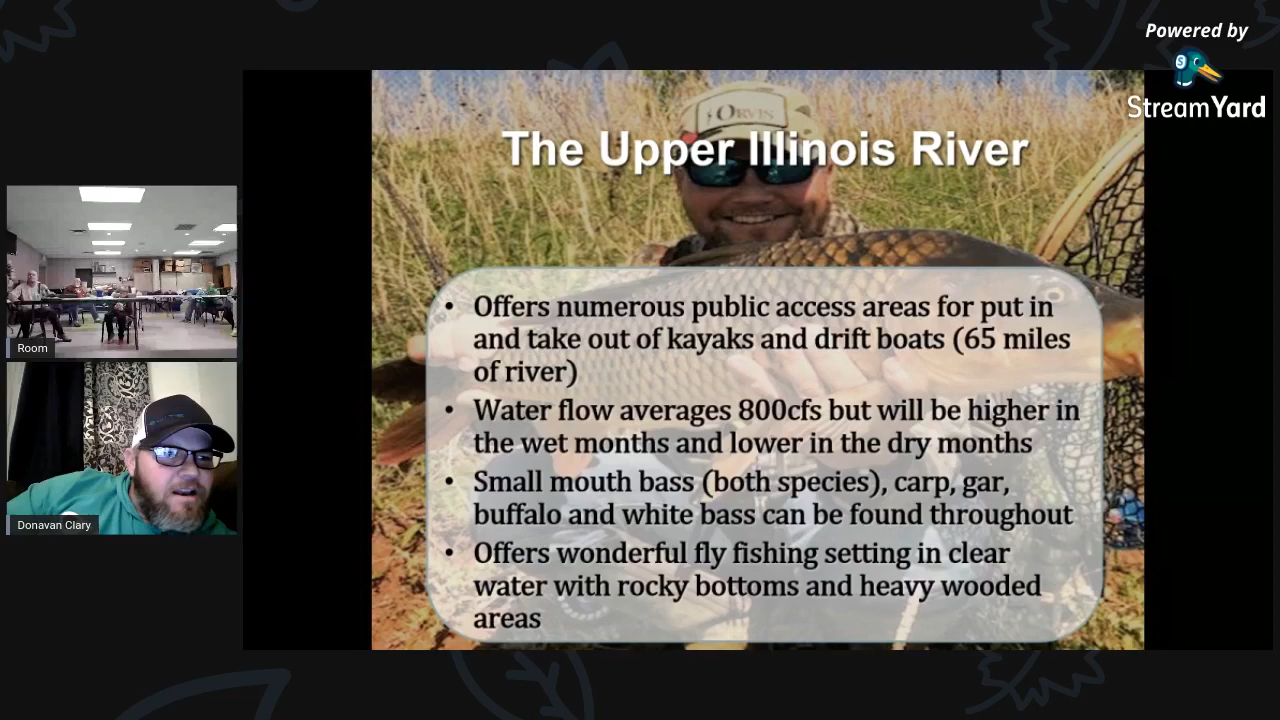 Powered by
StreamYard
ORVIS
The Upper Illinois River
• Offers numerous public access areas for put in
and take out of kayaks and drift boats (65 miles
of river)
• Water flow averages 800cfs but will be higher in
the wet months and lower in the dry months
• Small mouth bass (both species), carp, gar,
buffalo and white bass can be found throughout
• Offers wonderful fly fishing setting in clear
water with rocky bottoms and heavy wooded
areas
Room
Donavan Clary